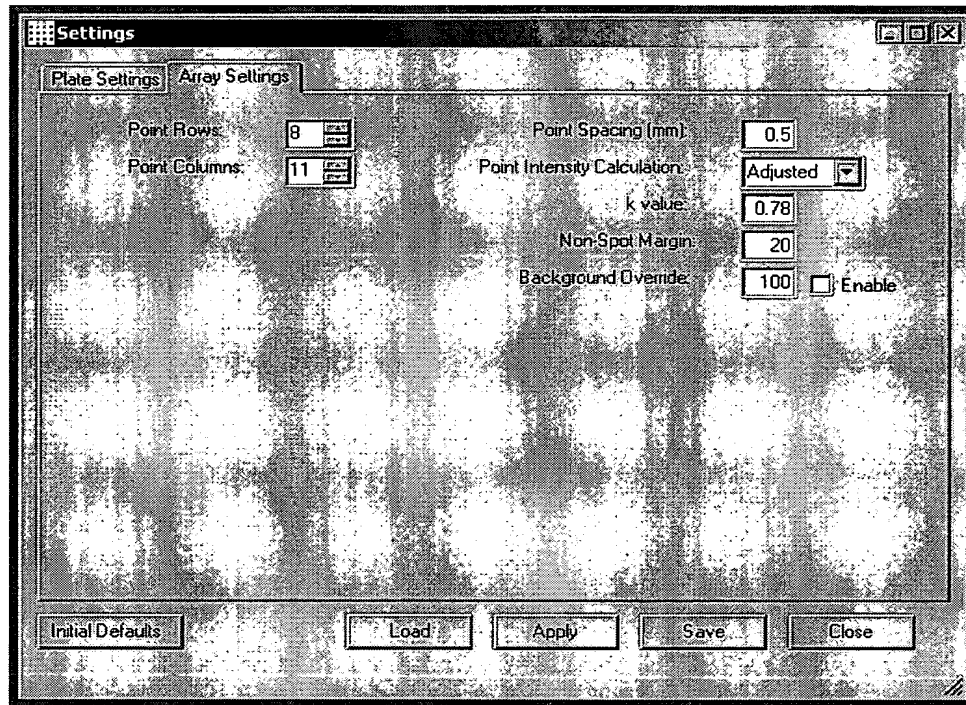 Settings
Plate Settings Array Settings
Point Rows: 8
Point Columns: 11
Point Spacing (mm): 0.5
Point Intensity Calculation: Adjusted
k value: 0.78
Non-Spot Margin: 20
Background Override: 100 Enable
Initial Defaults Load Apply Save Close